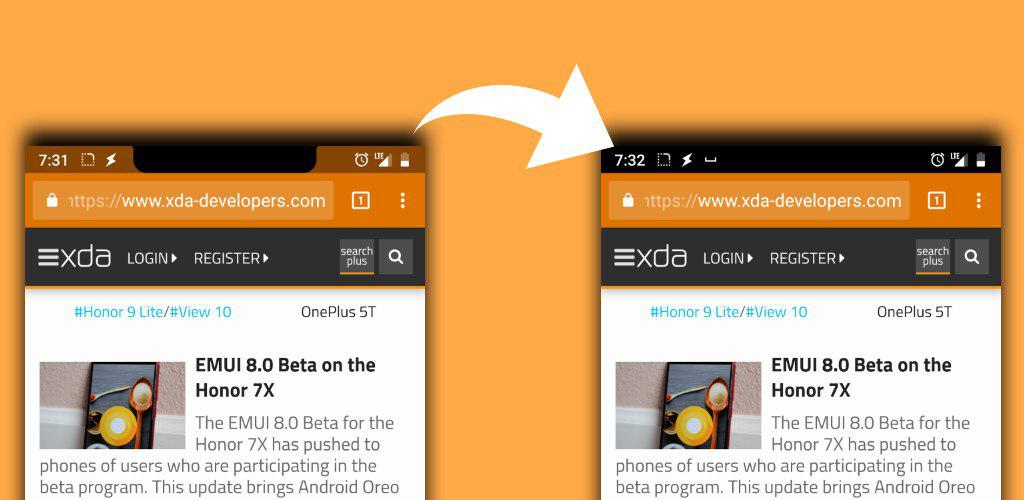 7:31
LTE
https://www.xda-developers.com
1
xda
LOGIN
REGISTER
search
plus
#Honor 9 Lite/#View 10
OnePlus 5T
EMUI 8.0 Beta on the
Honor 7X
The EMUI 8.0 Beta for the
Honor 7X has pushed to
phones of users who are participating in the
beta program. This update brings Android Oreo
7:32
LTE
https://www.xda-developers.com
1
xda
LOGIN
REGISTER
search
plus
#Honor 9 Lite/#View 10
OnePlus 5T
EMUI 8.0 Beta on the
Honor 7X
The EMUI 8.0 Beta for the
Honor 7X has pushed to
phones of users who are participating in the
beta program. This update brings Android Oreo